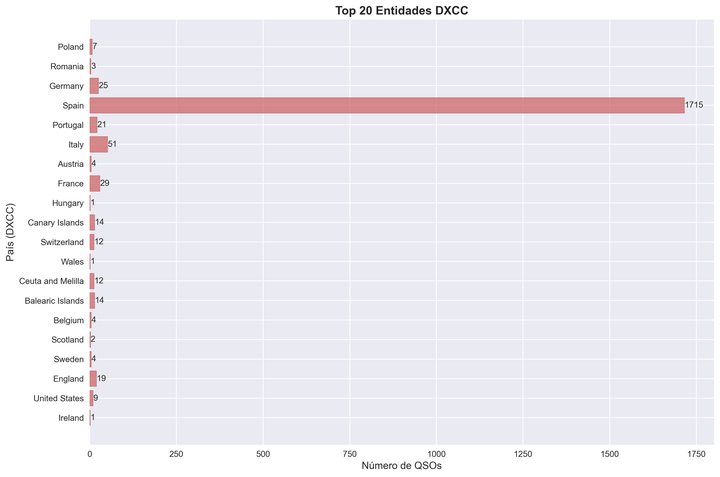 Top 20 Entidades DXCC
País (DXCC)
Poland 7
Romania 3
Germany 25
Spain 1715
Portugal 21
Italy 51
Austria 4
France 29
Hungary 1
Canary Islands 14
Switzerland 12
Wales 1
Ceuta and Melilla 12
Balearic Islands 14
Belgium 4
Scotland 2
Sweden 4
England 19
United States 9
Ireland 1
0 250 500 750 1000 1250 1500 1750
Número de QSOs